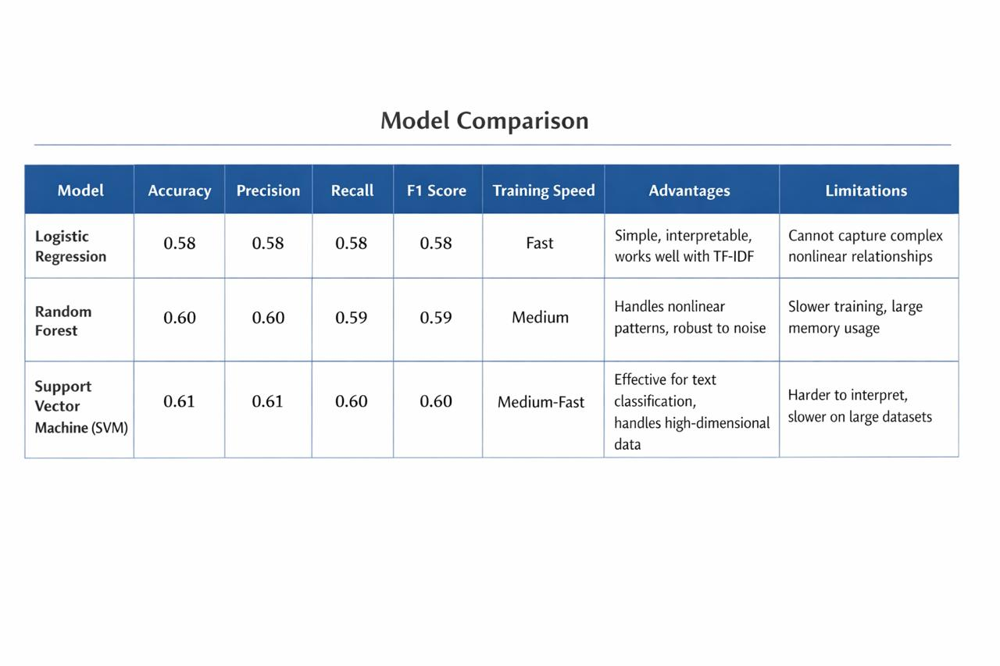 Model Comparison
Model Accuracy Precision Recall F1 Score Training Speed Advantages Limitations
Logistic
Regression
0.58 0.58 0.58 0.58 Fast
Simple, interpretable,
works well with TF-IDF
Cannot capture complex
nonlinear relationships
Random
Forest
0.60 0.60 0.59 0.59 Medium
Handles nonlinear
patterns, robust to noise
Slower training, large
memory usage
Support
Vector
Machine (SVM)
0.61 0.61 0.60 0.60 Medium-Fast
Effective for text
classification,
handles high-dimensional
data
Harder to interpret,
slower on large datasets